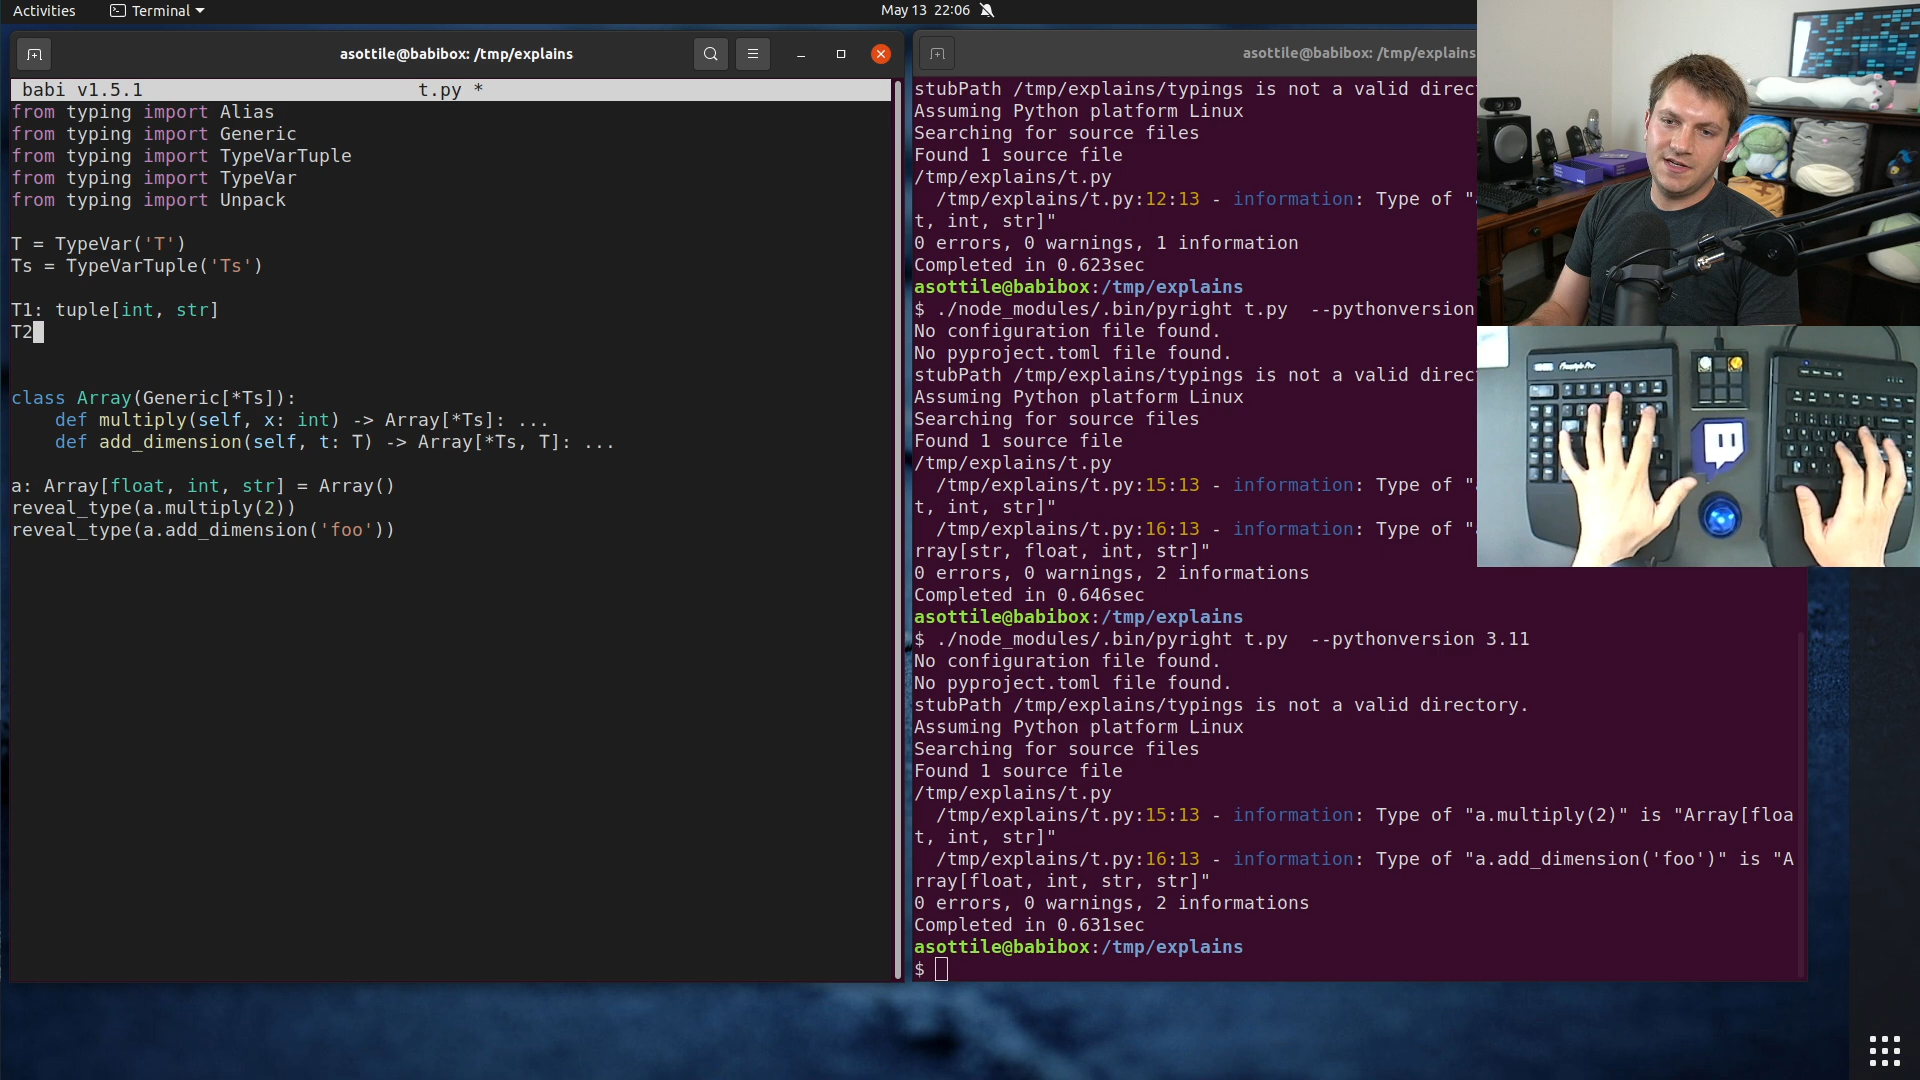 Activities
Terminal
May 13 22:06
asottile@babibox: /tmp/explains
babi v1.5.1 t.py *
from typing import Alias
from typing import Generic
from typing import TypeVarTuple
from typing import TypeVar
from typing import Unpack
T = TypeVar('T')
Ts = TypeVarTuple('Ts')
T1: tuple[int, str]
T2
class Array(Generic[*Ts]):
def multiply(self, x: int) -> Array[*Ts]: ...
def add_dimension(self, t: T) -> Array[*Ts, T]: ...
a: Array[float, int, str] = Array()
reveal_type(a.multiply(2))
reveal_type(a.add_dimension('foo'))
asottile@babibox: /tmp/explains
stubPath /tmp/explains/typings is not a valid direct
Assuming Python platform Linux
Searching for source files
Found 1 source file
/tmp/explains/t.py
/tmp/explains/t.py:12:13 - information: Type of "
t, int, str]"
0 errors, 0 warnings, 1 information
Completed in 0.623sec
asottile@babibox:/tmp/explains
$ ./node_modules/.bin/pyright t.py --pythonversion
No configuration file found.
No pyproject.toml file found.
stubPath /tmp/explains/typings is not a valid direct
Assuming Python platform Linux
Searching for source files
Found 1 source file
/tmp/explains/t.py
/tmp/explains/t.py:15:13 - information: Type of "
t, int, str]"
/tmp/explains/t.py:16:13 - information: Type of "
rray[str, float, int, str]"
0 errors, 0 warnings, 2 informations
Completed in 0.646sec
asottile@babibox:/tmp/explains
$ ./node_modules/.bin/pyright t.py --pythonversion 3.11
No configuration file found.
No pyproject.toml file found.
stubPath /tmp/explains/typings is not a valid directory.
Assuming Python platform Linux
Searching for source files
Found 1 source file
/tmp/explains/t.py
/tmp/explains/t.py:15:13 - information: Type of "a.multiply(2)" is "Array[floa
t, int, str]"
/tmp/explains/t.py:16:13 - information: Type of "a.add_dimension('foo')" is "A
rray[float, int, str, str]"
0 errors, 0 warnings, 2 informations
Completed in 0.631sec
asottile@babibox:/tmp/explains
$